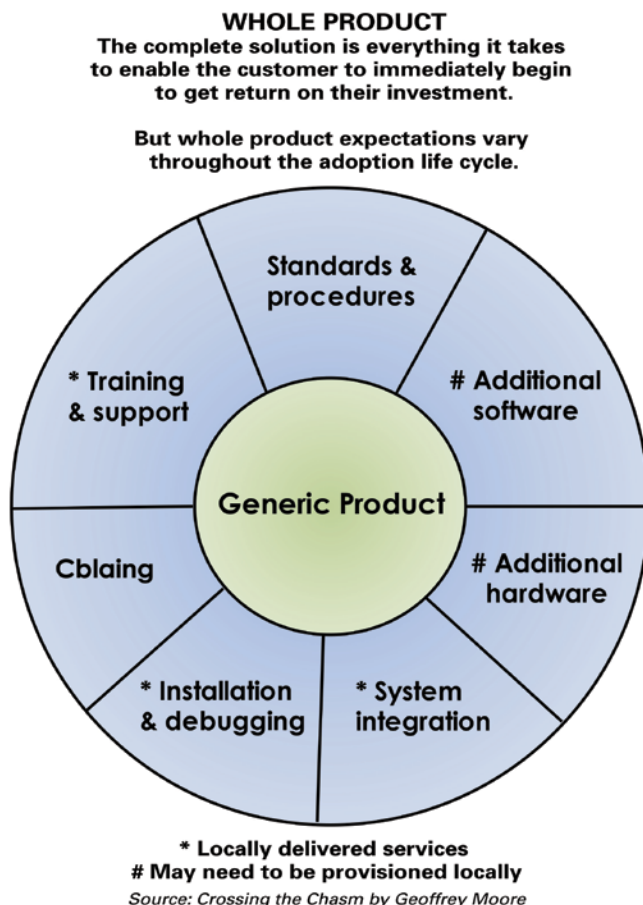 WHOLE PRODUCT
The complete solution is everything it takes
to enable the customer to immediately begin
to get return on their investment.
But whole product expectations vary
throughout the adoption life cycle.
Standards &
procedures
# Additional
software
# Additional
hardware
* System
integration
* Installation
& debugging
Cblaing
* Training
& support
Generic Product
* Locally delivered services
# May need to be provisioned locally
Source: Crossing the Chasm by Geoffrey Moore